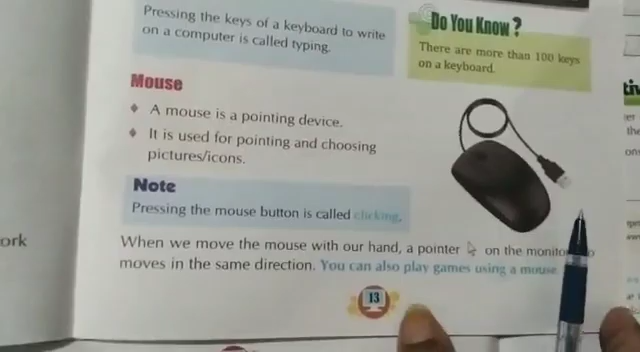 Pressing the keys of a keyboard to write
on a computer is called typing.
Do You Know?
There are more than 100 keys
on a keyboard.
Mouse
♦ A mouse is a pointing device.
♦ It is used for pointing and choosing
pictures/icons.
Note
Pressing the mouse button is called clicking.
When we move the mouse with our hand, a pointer on the monitor
moves in the same direction. You can also play games using a mouse
13
ork
the